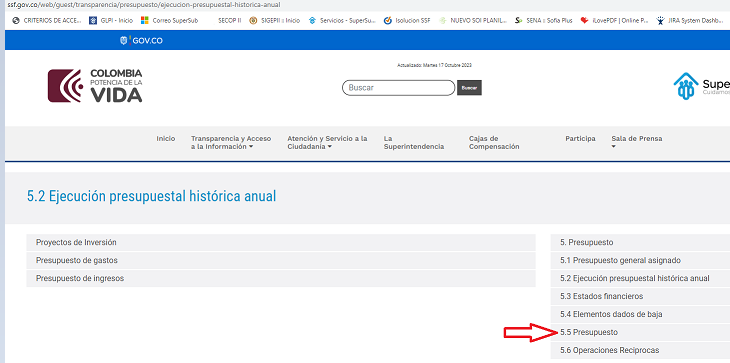 ssf.gov.co/web/guest/transparencia/presupuesto/ejecucion-presupuestal-historica-anual
CRITERIOS DE ACCE...
GLPI - Inicio
Correo SuperSub
SECOP II
SIGEPII :: Inicio
Servicios - SuperSu...
Isolucion SSF
NUEVO SOI PLANIL...
SENA :: Sofia Plus
iLovePDF | Online P...
JIRA System Dashb...
GOV.CO
COLOMBIA
POTENCIA DE LA
VIDA
Actualizado: Martes 17 Octubre 2023
Buscar
Buscar
Supe
Inicio
Transparencia y Acceso
a la Información
Atención y Servicio a la
Ciudadanía
La
Superintendencia
Cajas de
Compensación
Participa
Sala de Prensa
5.2 Ejecución presupuestal histórica anual
Proyectos de Inversión
Presupuesto de gastos
Presupuesto de ingresos
5. Presupuesto
5.1 Presupuesto general asignado
5.2 Ejecución presupuestal histórica anual
5.3 Estados financieros
5.4 Elementos dados de baja
5.5 Presupuesto
5.6 Operaciones Reciprocas